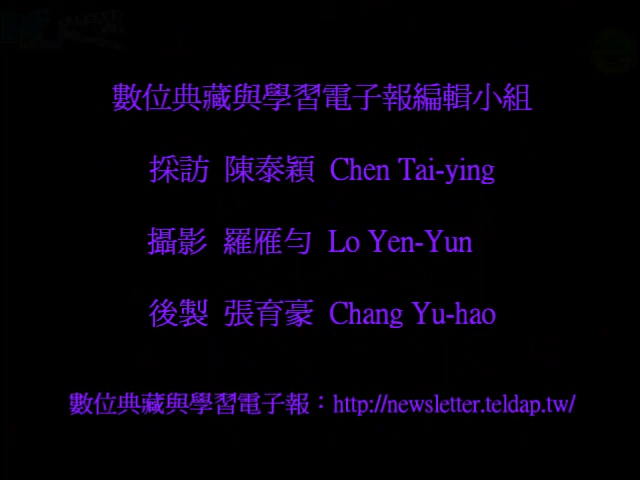 數位典藏與學習電子報編輯小組
採訪 陳泰穎 Chen Tai-ying
攝影 羅雁勻 Lo Yen-Yun
後製 張育豪 Chang Yu-hao
數位典藏與學習電子報：http://newsletter.teldap.tw/